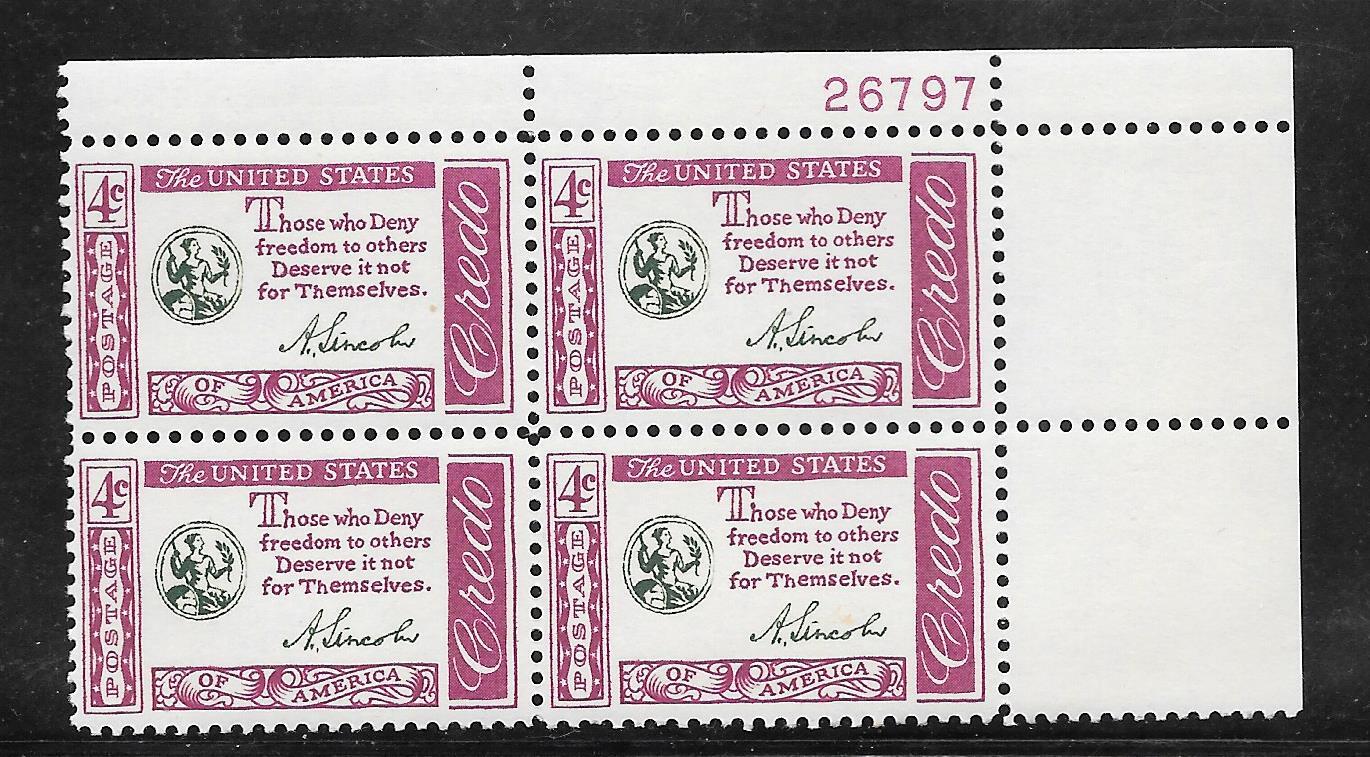 26797
4c
The UNITED STATES
Those who Deny
freedom to others
Deserve it not
for Themselves.
A. Lincoln
POSTAGE
OF AMERICA
Credo
4c
The UNITED STATES
Those who Deny
freedom to others
Deserve it not
for Themselves.
A. Lincoln
POSTAGE
OF AMERICA
Credo
4c
The UNITED STATES
Those who Deny
freedom to others
Deserve it not
for Themselves.
A. Lincoln
POSTAGE
OF AMERICA
Credo
4c
The UNITED STATES
Those who Deny
freedom to others
Deserve it not
for Themselves.
A. Lincoln
POSTAGE
OF AMERICA
Credo